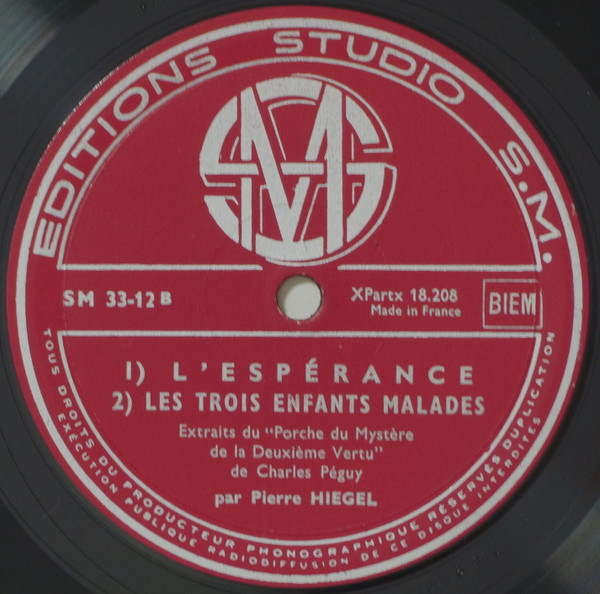 EDITIONS STUDIO S.M.
SMG
SM 33-12 B
XPartx 18.208
Made in France
BIEM
1) L'ESPÉRANCE
2) LES TROIS ENFANTS MALADES
Extraits du "Porche du Mystère
de la Deuxième Vertu"
de Charles Péguy
par Pierre HIEGEL
TOUS DROITS DU PRODUCTEUR PHONOGRAPHIQUE RÉSERVÉS DUPLICATION
EXÉCUTION PUBLIQUE RADIODIFFUSION DE CE DISQUE INTERDITES